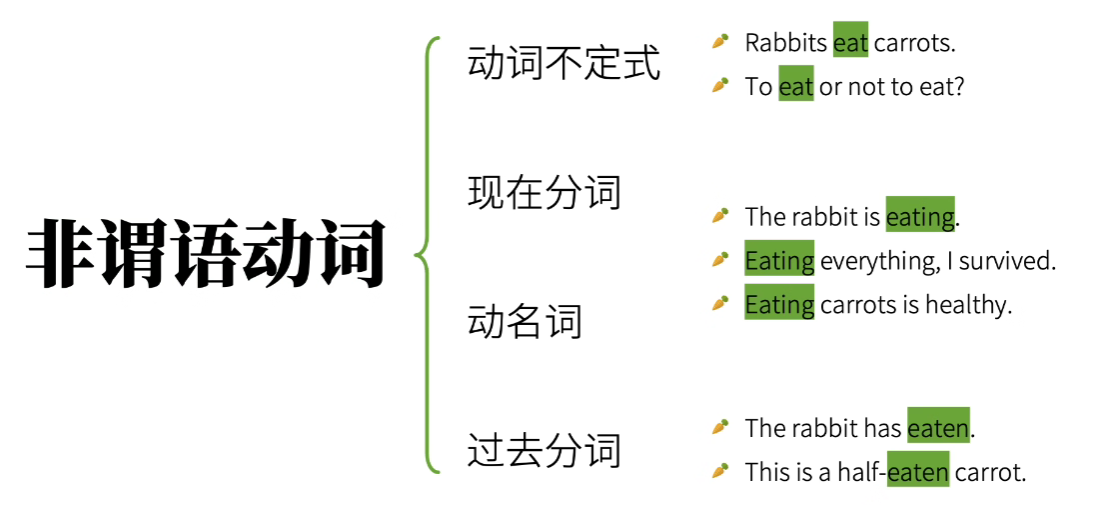 非谓语动词
动词不定式
Rabbits eat carrots.
To eat or not to eat?
现在分词
The rabbit is eating.
Eating everything, I survived.
Eating carrots is healthy.
动名词
过去分词
The rabbit has eaten.
This is a half-eaten carrot.